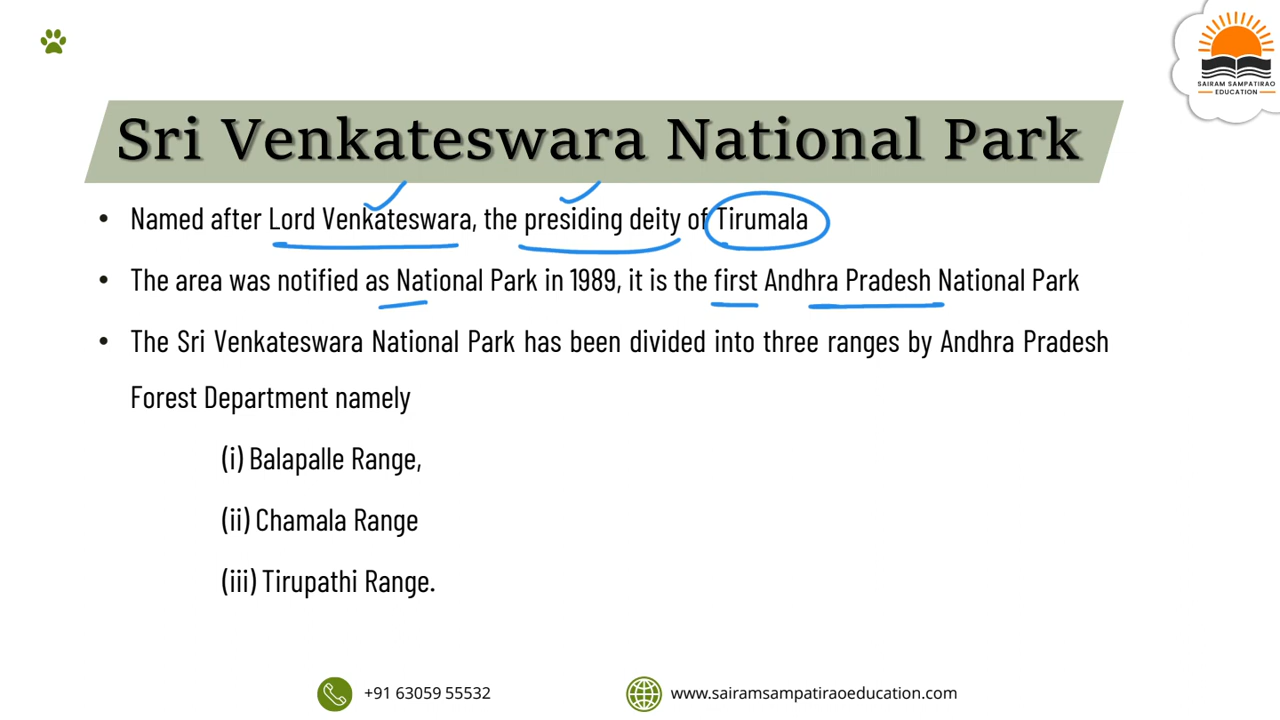 SAIRAM SAMPATIRAO
EDUCATION
Sri Venkateswara National Park
• Named after Lord Venkateswara, the presiding deity of Tirumala
• The area was notified as National Park in 1989, it is the first Andhra Pradesh National Park
• The Sri Venkateswara National Park has been divided into three ranges by Andhra Pradesh
Forest Department namely
(i) Balapalle Range,
(ii) Chamala Range
(iii) Tirupathi Range.
+91 63059 55532
www.sairamsampatiraoeducation.com